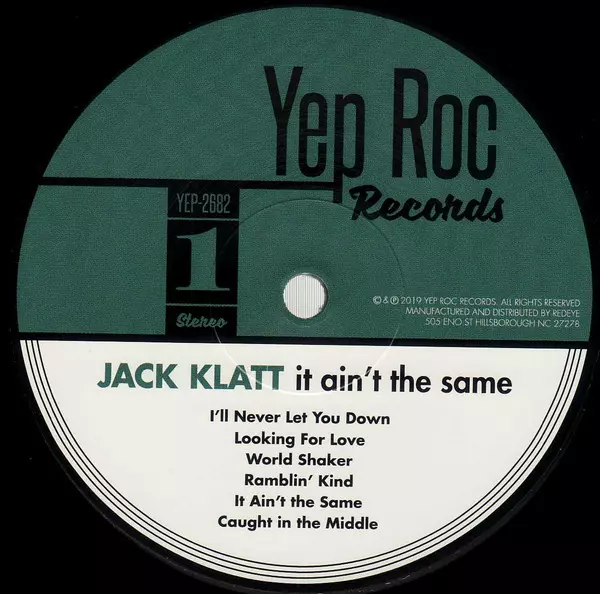 Yep Roc
Records
YEP-2682
1
Stereo
© & ℗ 2019 YEP ROC RECORDS. ALL RIGHTS RESERVED
MANUFACTURED AND DISTRIBUTED BY REDEYE
505 ENO ST HILLSBOROUGH NC 27278
JACK KLATT it ain't the same
I'll Never Let You Down
Looking For Love
World Shaker
Ramblin' Kind
It Ain't the Same
Caught in the Middle